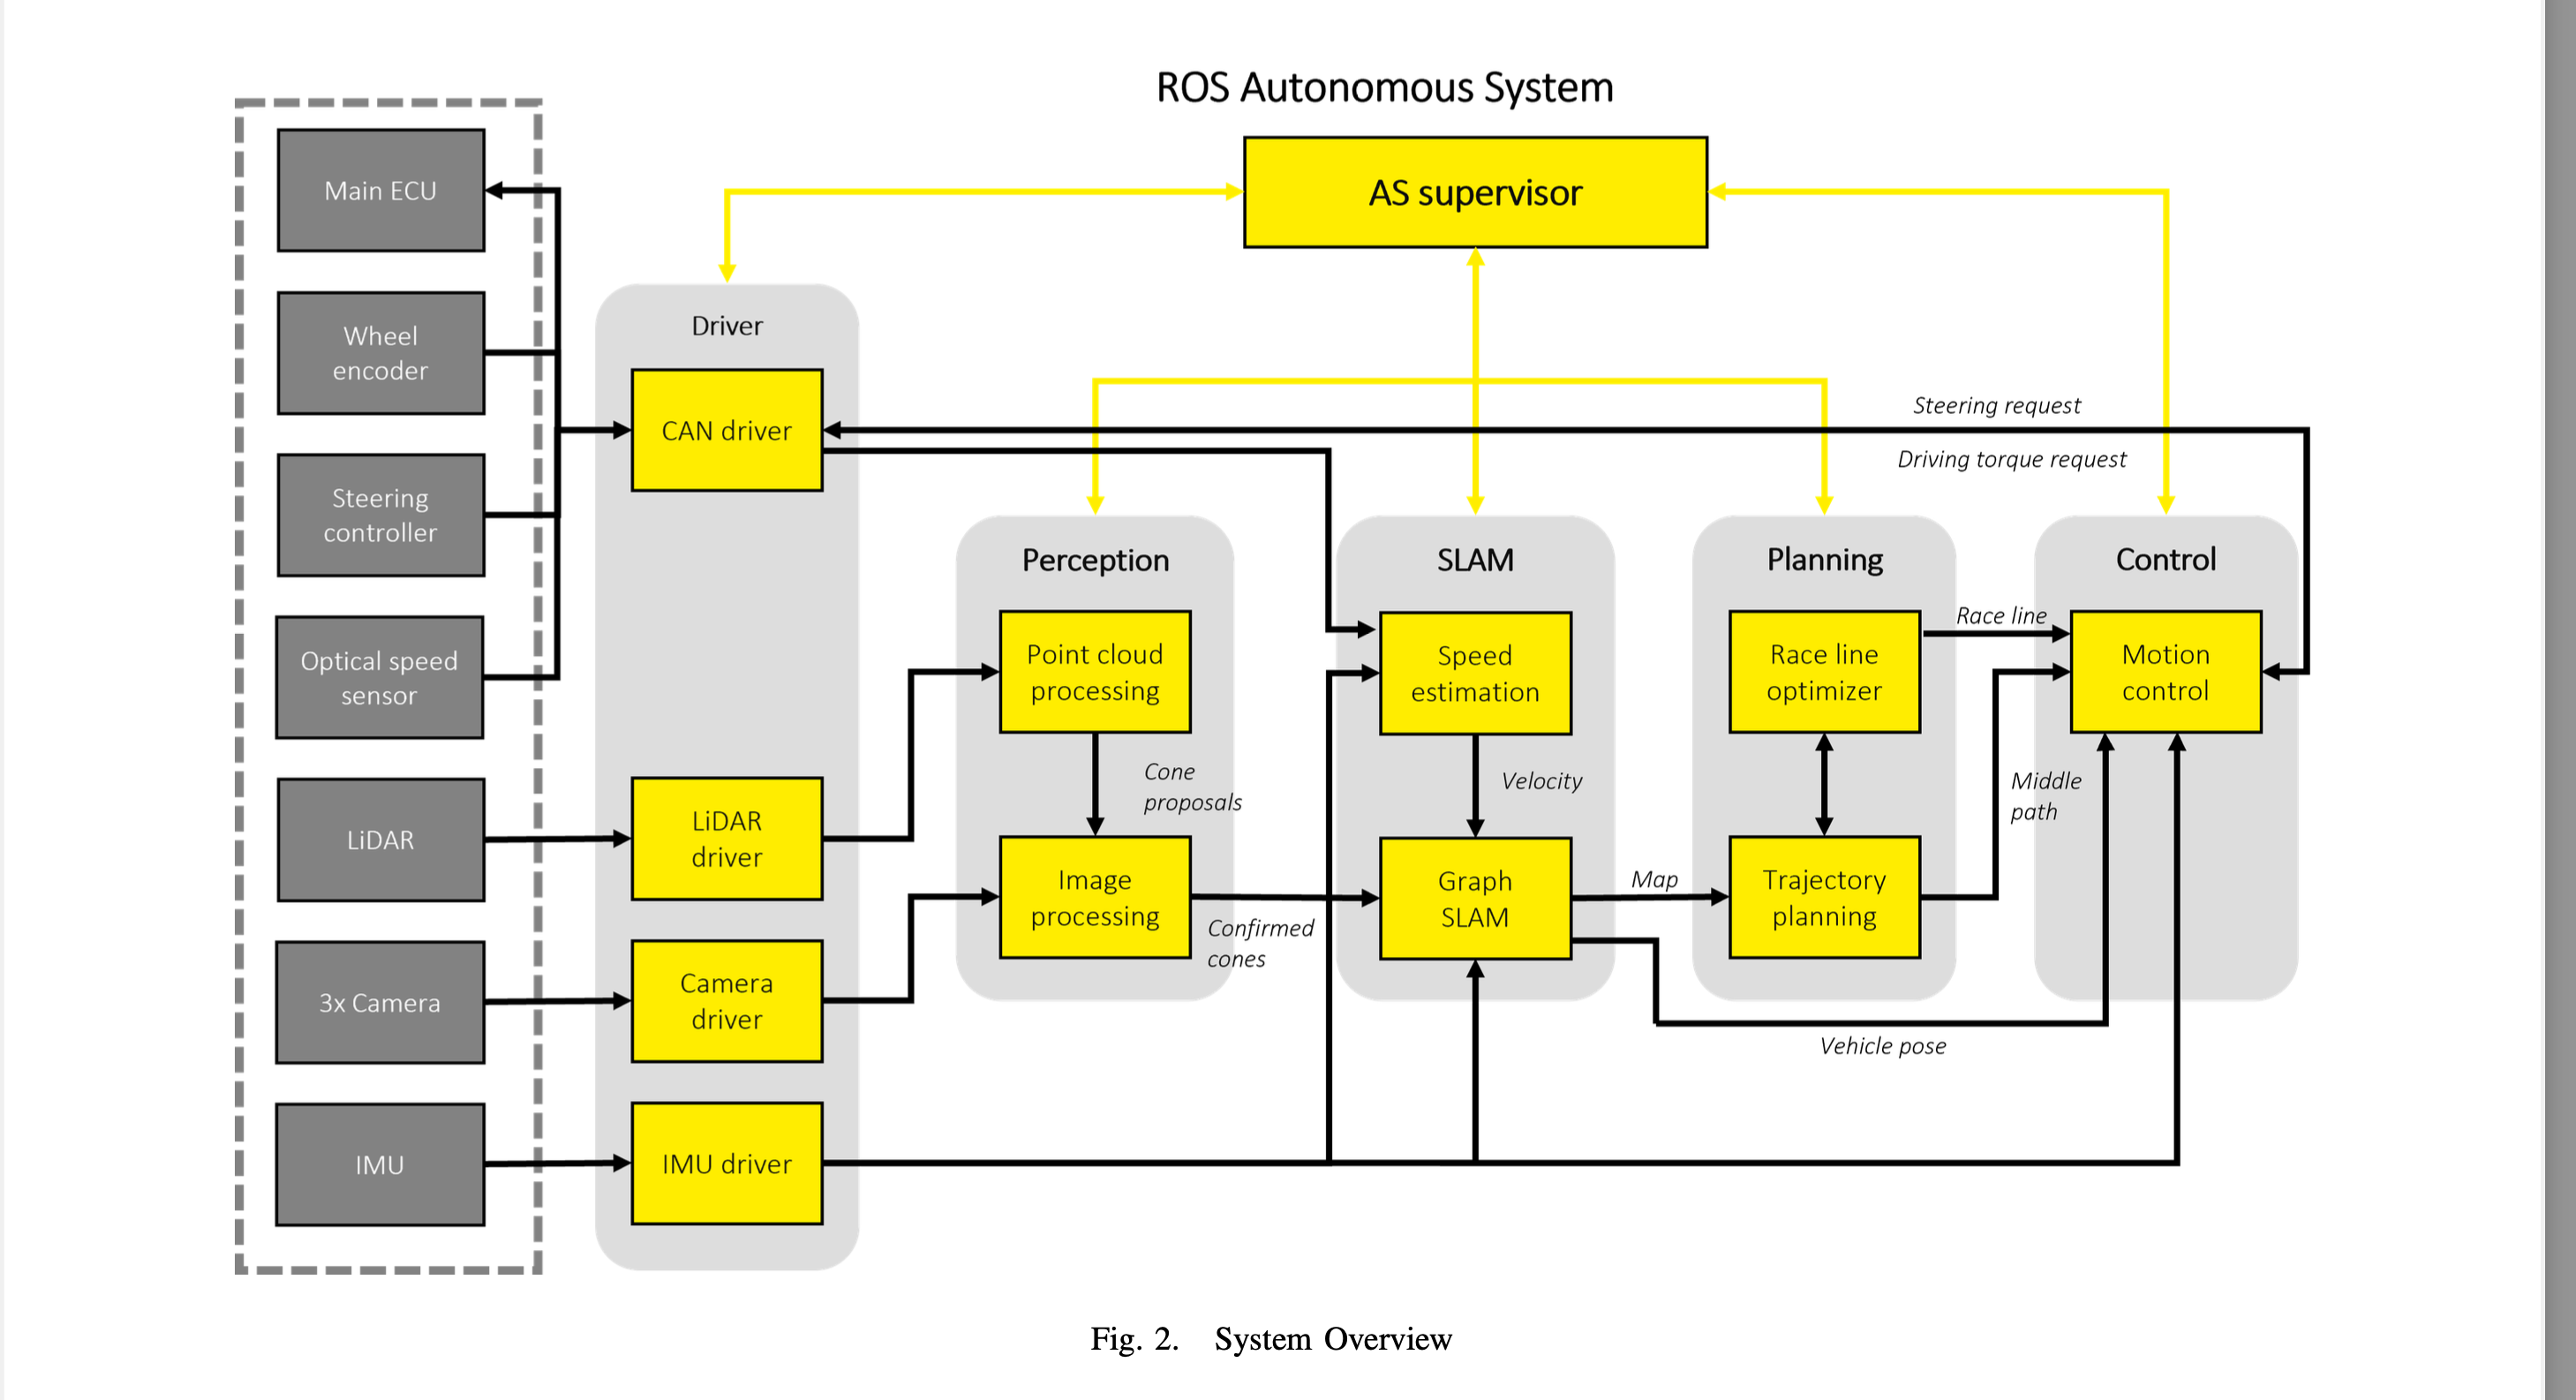 ROS Autonomous System
AS supervisor
Main ECU
Wheel
encoder
Steering
controller
Optical speed
sensor
LiDAR
3x Camera
IMU
Driver
CAN driver
LiDAR
driver
Camera
driver
IMU driver
Perception
Point cloud
processing
Cone
proposals
Image
processing
Confirmed
cones
SLAM
Speed
estimation
Velocity
Graph
SLAM
Map
Vehicle pose
Planning
Race line
optimizer
Trajectory
planning
Race line
Middle
path
Steering request
Driving torque request
Control
Motion
control
Fig. 2. System Overview